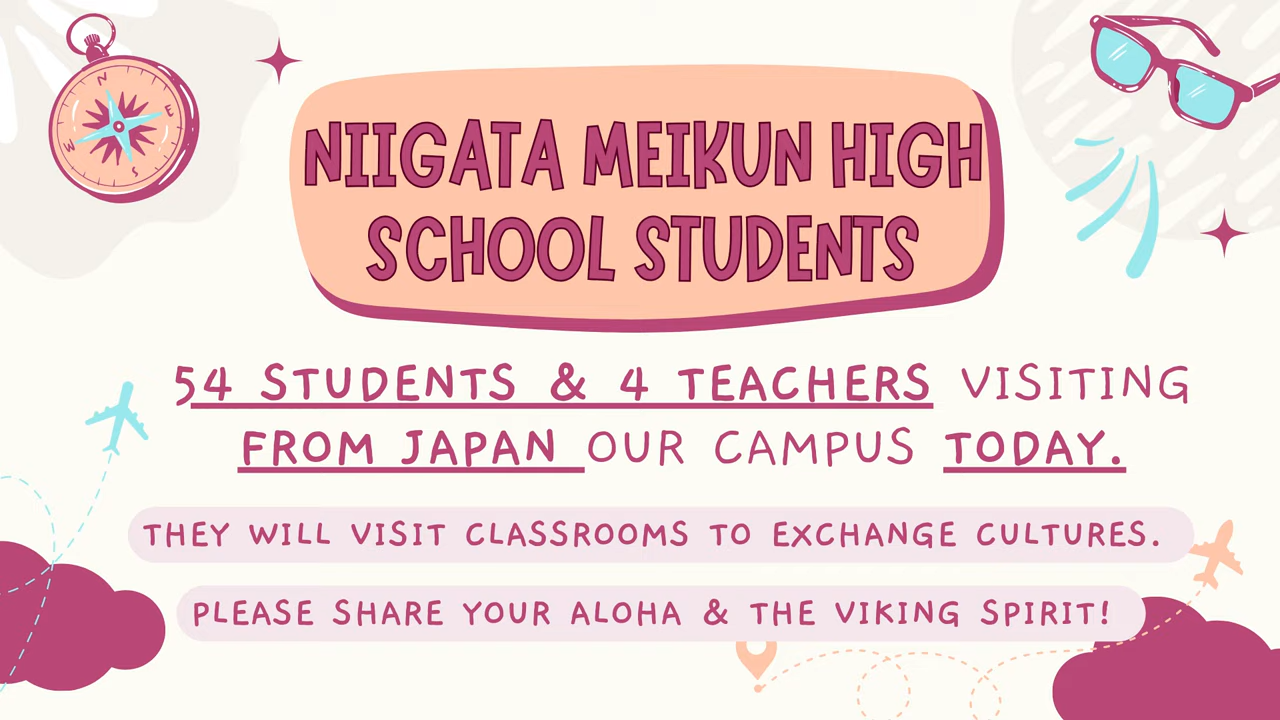 NIIGATA MEIKUN HIGH
SCHOOL STUDENTS
54 STUDENTS & 4 TEACHERS VISITING
FROM JAPAN OUR CAMPUS TODAY.
THEY WILL VISIT CLASSROOMS TO EXCHANGE CULTURES.
PLEASE SHARE YOUR ALOHA & THE VIKING SPIRIT!
N
E
W
S